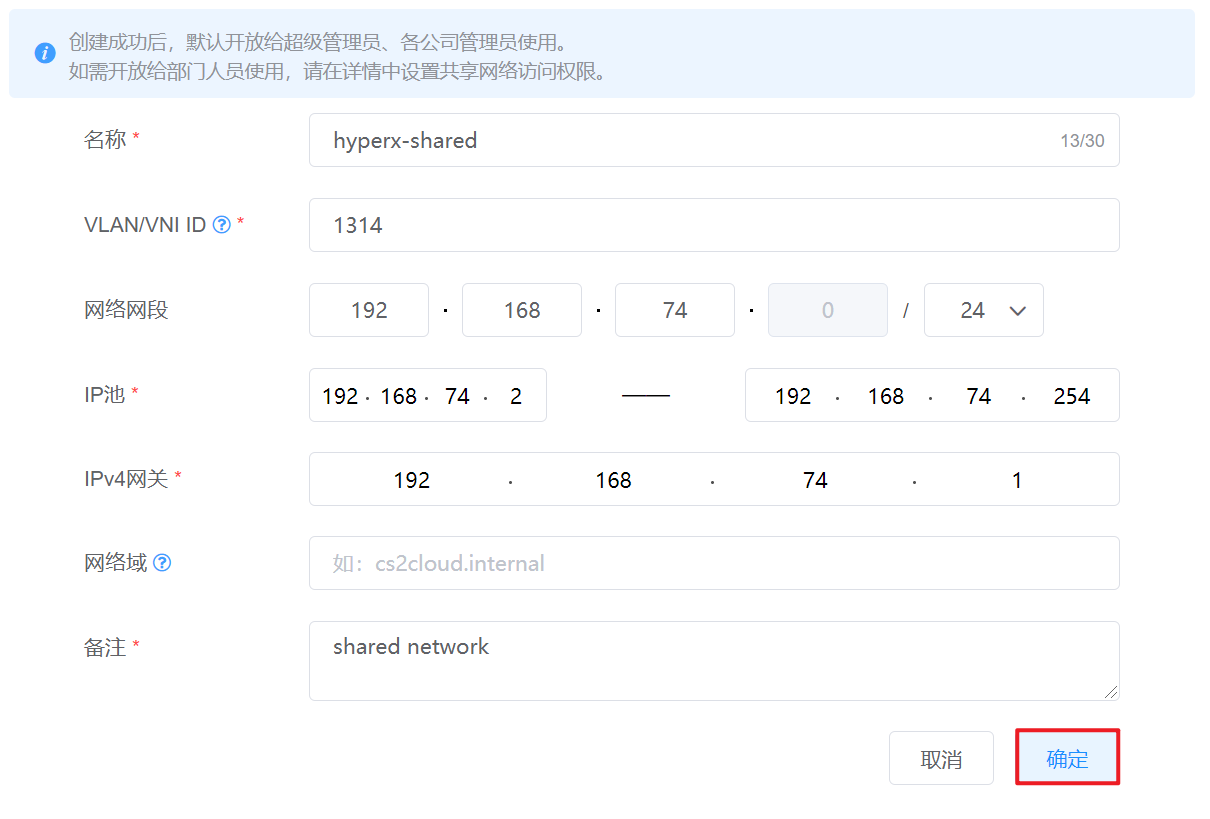 创建成功后，默认开放给超级管理员、各公司管理员使用。
如需开放给部门人员使用，请在详情中设置共享网络访问权限。
名称 * hyperx-shared 13/30
VLAN/VNI ID ? * 1314
网络网段 192 · 168 · 74 · 0 / 24
IP池 * 192 · 168 · 74 · 2 — 192 · 168 · 74 · 254
IPv4网关 * 192 · 168 · 74 · 1
网络域 ? 如：cs2cloud.internal
备注 * shared network
取消 确定